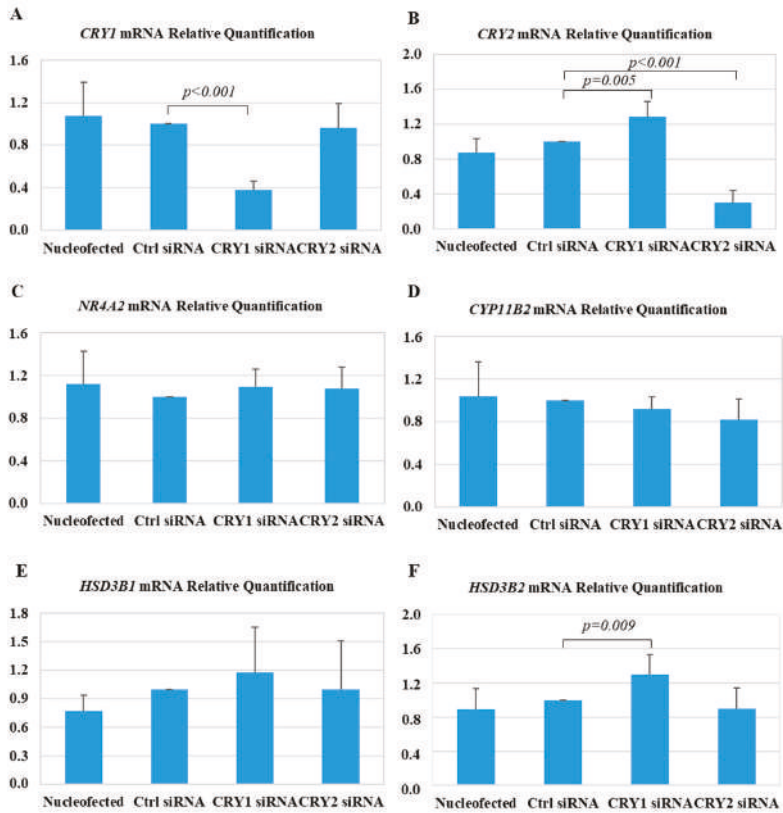 A
CRY1 mRNA Relative Quantification
1.6
1.2
0.8
0.4
0.0
p<0.001
Nucleofected Ctrl siRNA CRY1 siRNA CRY2 siRNA
B
CRY2 mRNA Relative Quantification
2.0
1.6
1.2
0.8
0.4
0.0
p<0.001
p=0.005
Nucleofected Ctrl siRNA CRY1 siRNA CRY2 siRNA
C
NR4A2 mRNA Relative Quantification
1.6
1.2
0.8
0.4
0.0
Nucleofected Ctrl siRNA CRY1 siRNA CRY2 siRNA
D
CYP11B2 mRNA Relative Quantification
1.6
1.2
0.8
0.4
0.0
Nucleofected Ctrl siRNA CRY1 siRNA CRY2 siRNA
E
HSD3B1 mRNA Relative Quantification
1.8
1.5
1.2
0.9
0.6
0.3
0.0
Nucleofected Ctrl siRNA CRY1 siRNA CRY2 siRNA
F
HSD3B2 mRNA Relative Quantification
2.0
1.6
1.2
0.8
0.4
0.0
p=0.009
Nucleofected Ctrl siRNA CRY1 siRNA CRY2 siRNA